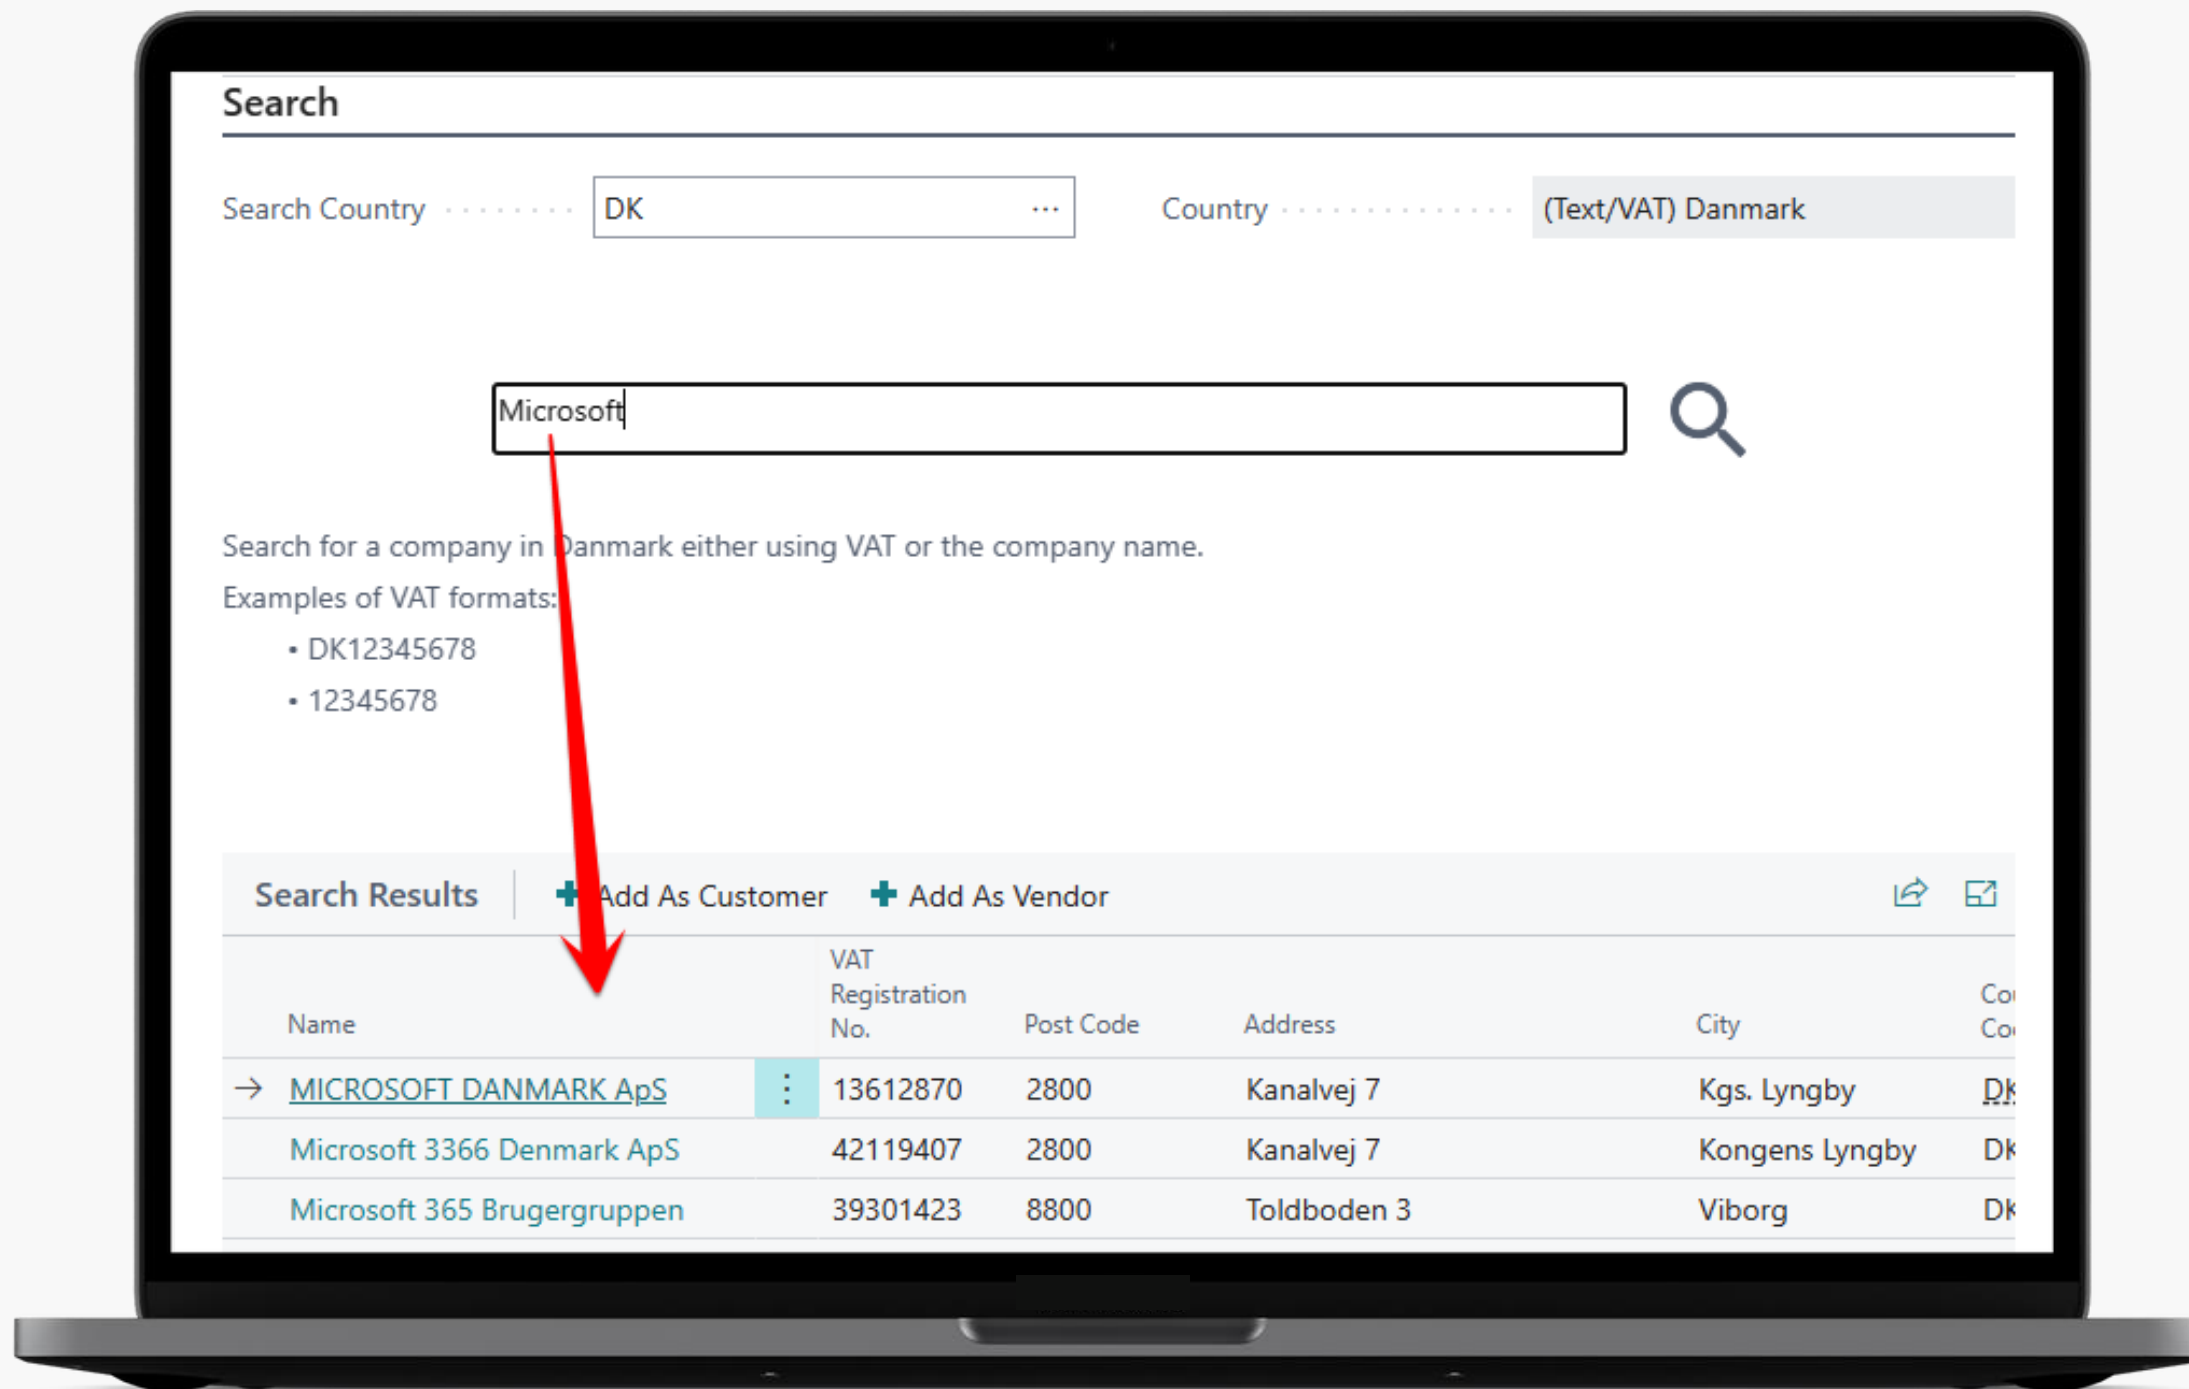 Search
Search Country DK ... Country (Text/VAT) Danmark
Microsoft
Search for a company in Danmark either using VAT or the company name.
Examples of VAT formats:
• DK12345678
• 12345678
Search Results Add As Customer Add As Vendor
Name VAT Registration No. Post Code Address City
MICROSOFT DANMARK ApS 13612870 2800 Kanalvej 7 Kgs. Lyngby DK
Microsoft 3366 Denmark ApS 42119407 2800 Kanalvej 7 Kongens Lyngby DK
Microsoft 365 Brugergruppen 39301423 8800 Toldboden 3 Viborg DK